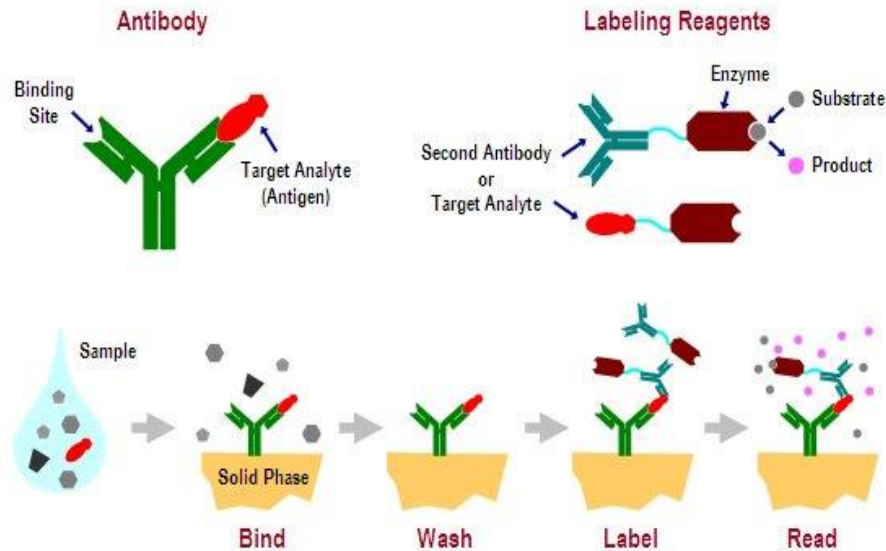 Antibody
Labeling Reagents
Binding
Site
Target Analyte
(Antigen)
Enzyme
Substrate
Product
Second Antibody
or
Target Analyte
Sample
Solid Phase
Bind
Wash
Label
Read